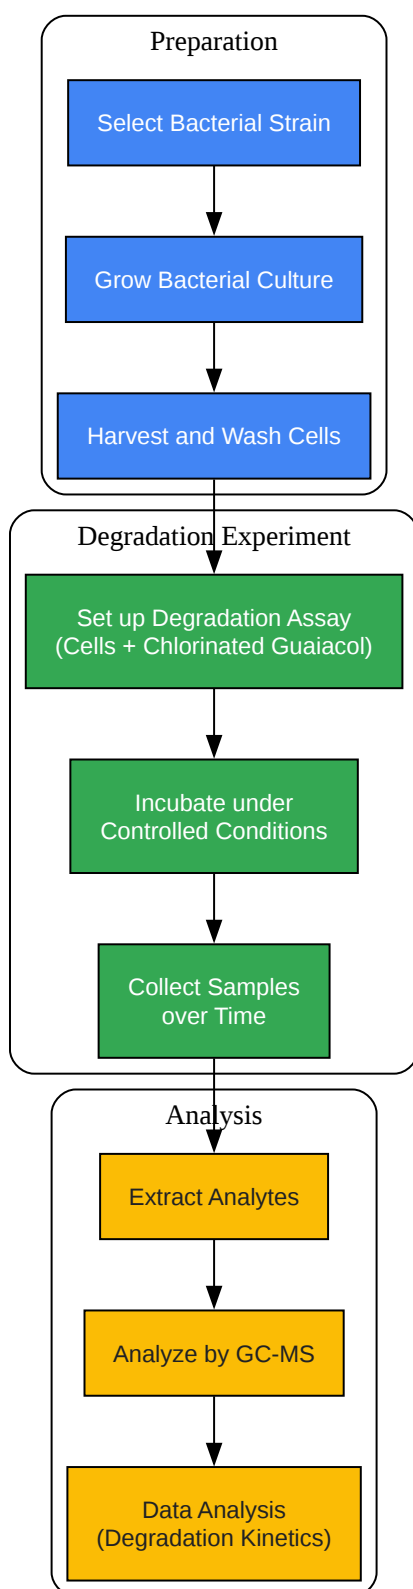 Preparation
Select Bacterial Strain
Grow Bacterial Culture
Harvest and Wash Cells
Degradation Experiment
Set up Degradation Assay
(Cells + Chlorinated Guaiacol)
Incubate under
Controlled Conditions
Collect Samples
over Time
Analysis
Extract Analytes
Analyze by GC-MS
Data Analysis
(Degradation Kinetics)